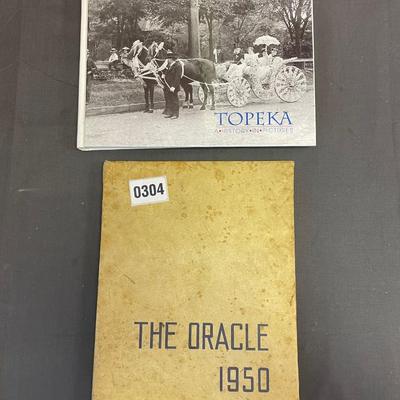 TOPEKA
A•HISTORY•IN•PICTURES
0304
THE ORACLE
1950